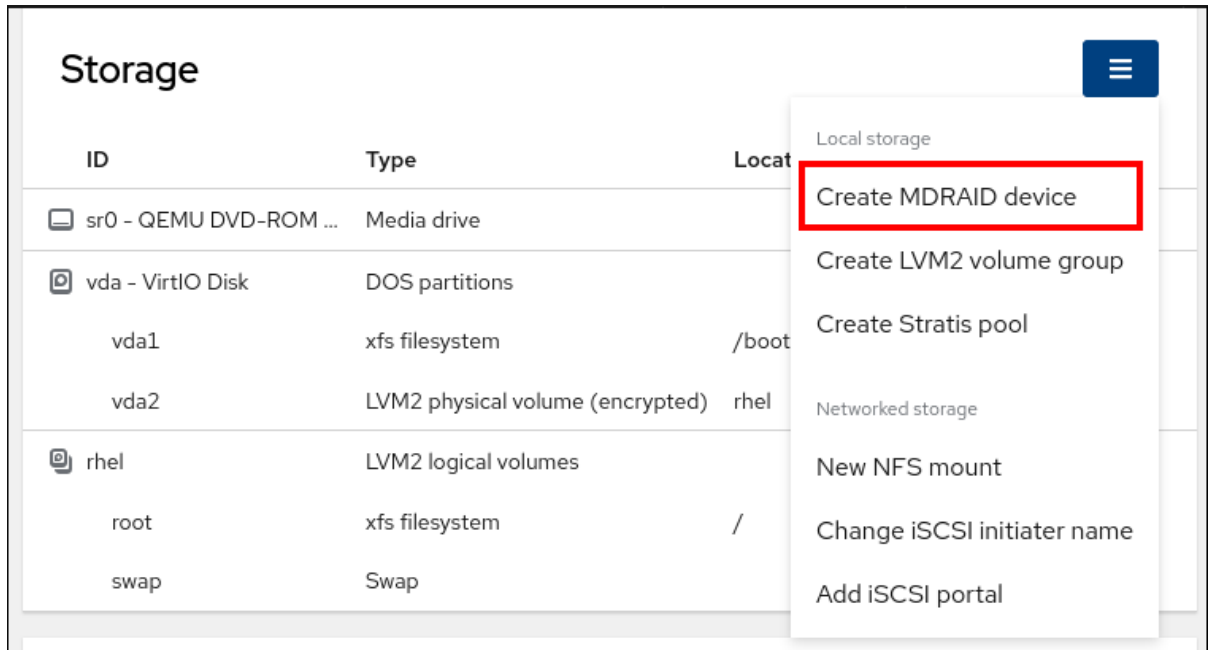 Storage
ID Type Locat
sr0 - QEMU DVD-ROM ... Media drive
vda - VirtIO Disk DOS partitions
vda1 xfs filesystem /boot
vda2 LVM2 physical volume (encrypted) rhel
rhel LVM2 logical volumes
root xfs filesystem /
swap Swap
Local storage
Create MDRAID device
Create LVM2 volume group
Create Stratis pool
Networked storage
New NFS mount
Change iSCSI initiater name
Add iSCSI portal